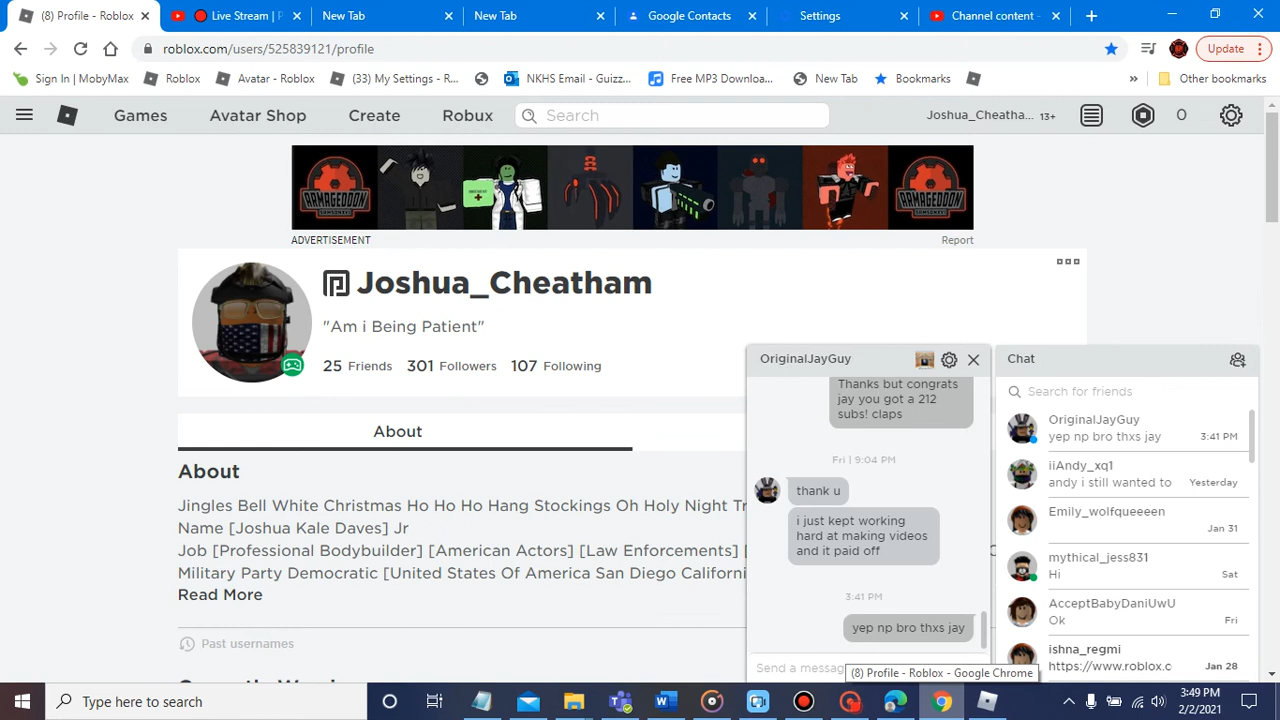 (8) Profile - Roblox
Live Stream | P
New Tab
New Tab
Google Contacts
Settings
Channel content -
roblox.com/users/525839121/profile
Update
Sign In | MobyMax
Roblox
Avatar - Roblox
(33) My Settings - R...
NKHS Email - Guizz...
Free MP3 Downloa...
New Tab
Bookmarks
»
Other bookmarks
Games
Avatar Shop
Create
Robux
Search
Joshua_Cheatha... 13+
0
ARMAGEDDON
ARMAGEDDON
ADVERTISEMENT
Report
Joshua_Cheatham
"Am i Being Patient"
25 Friends
301 Followers
107 Following
About
About
Jingles Bell White Christmas Ho Ho Ho Hang Stockings Oh Holy Night Tr
Name [Joshua Kale Daves] Jr
Job [Professional Bodybuilder] [American Actors] [Law Enforcements] [
Military Party Democratic [United States Of America San Diego Californi
Read More
Past usernames
OriginalJayGuy
Thanks but congrats
jay you got a 212
subs! claps
Fri | 9:04 PM
thank u
i just kept working
hard at making videos
and it paid off
3:41 PM
yep np bro thxs jay
Send a messag
(8) Profile - Roblox - Google Chrome
Chat
Search for friends
OriginalJayGuy
yep np bro thxs jay
3:41 PM
iiAndy_xq1
andy i still wanted to
Yesterday
Emily_wolfqueeeen
Jan 31
mythical_jess831
Hi
Sat
AcceptBabyDaniUwU
Ok
Fri
ishna_regmi
https://www.roblox.c
Jan 28
Type here to search
3:49 PM
2/2/2021